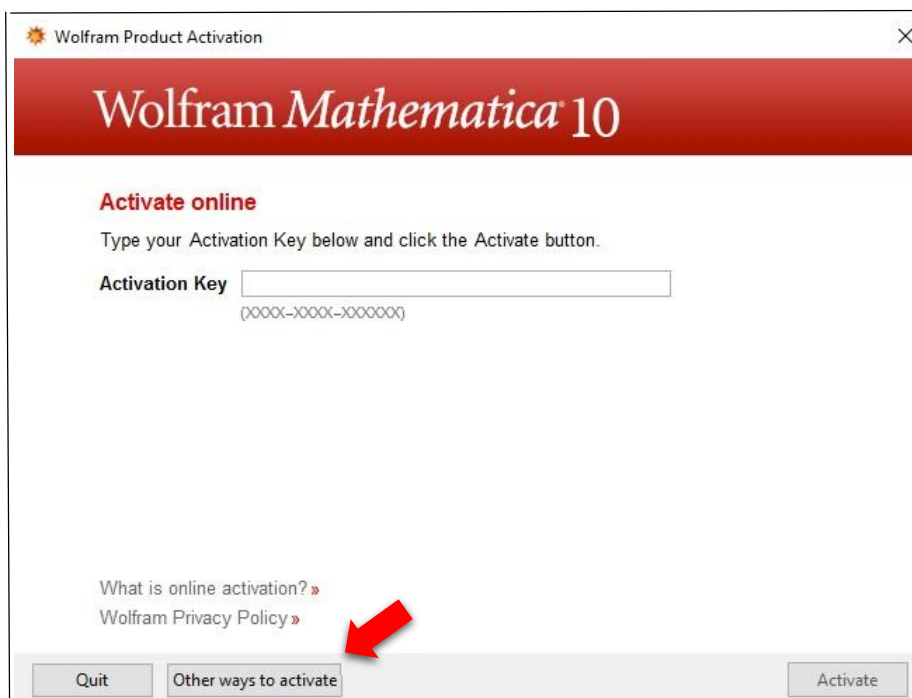 Wolfram Product Activation
Wolfram Mathematica® 10
Activate online
Type your Activation Key below and click the Activate button.
Activation Key
(XXXX–XXXX–XXXXXX)
What is online activation? »
Wolfram Privacy Policy »
Quit Other ways to activate Activate